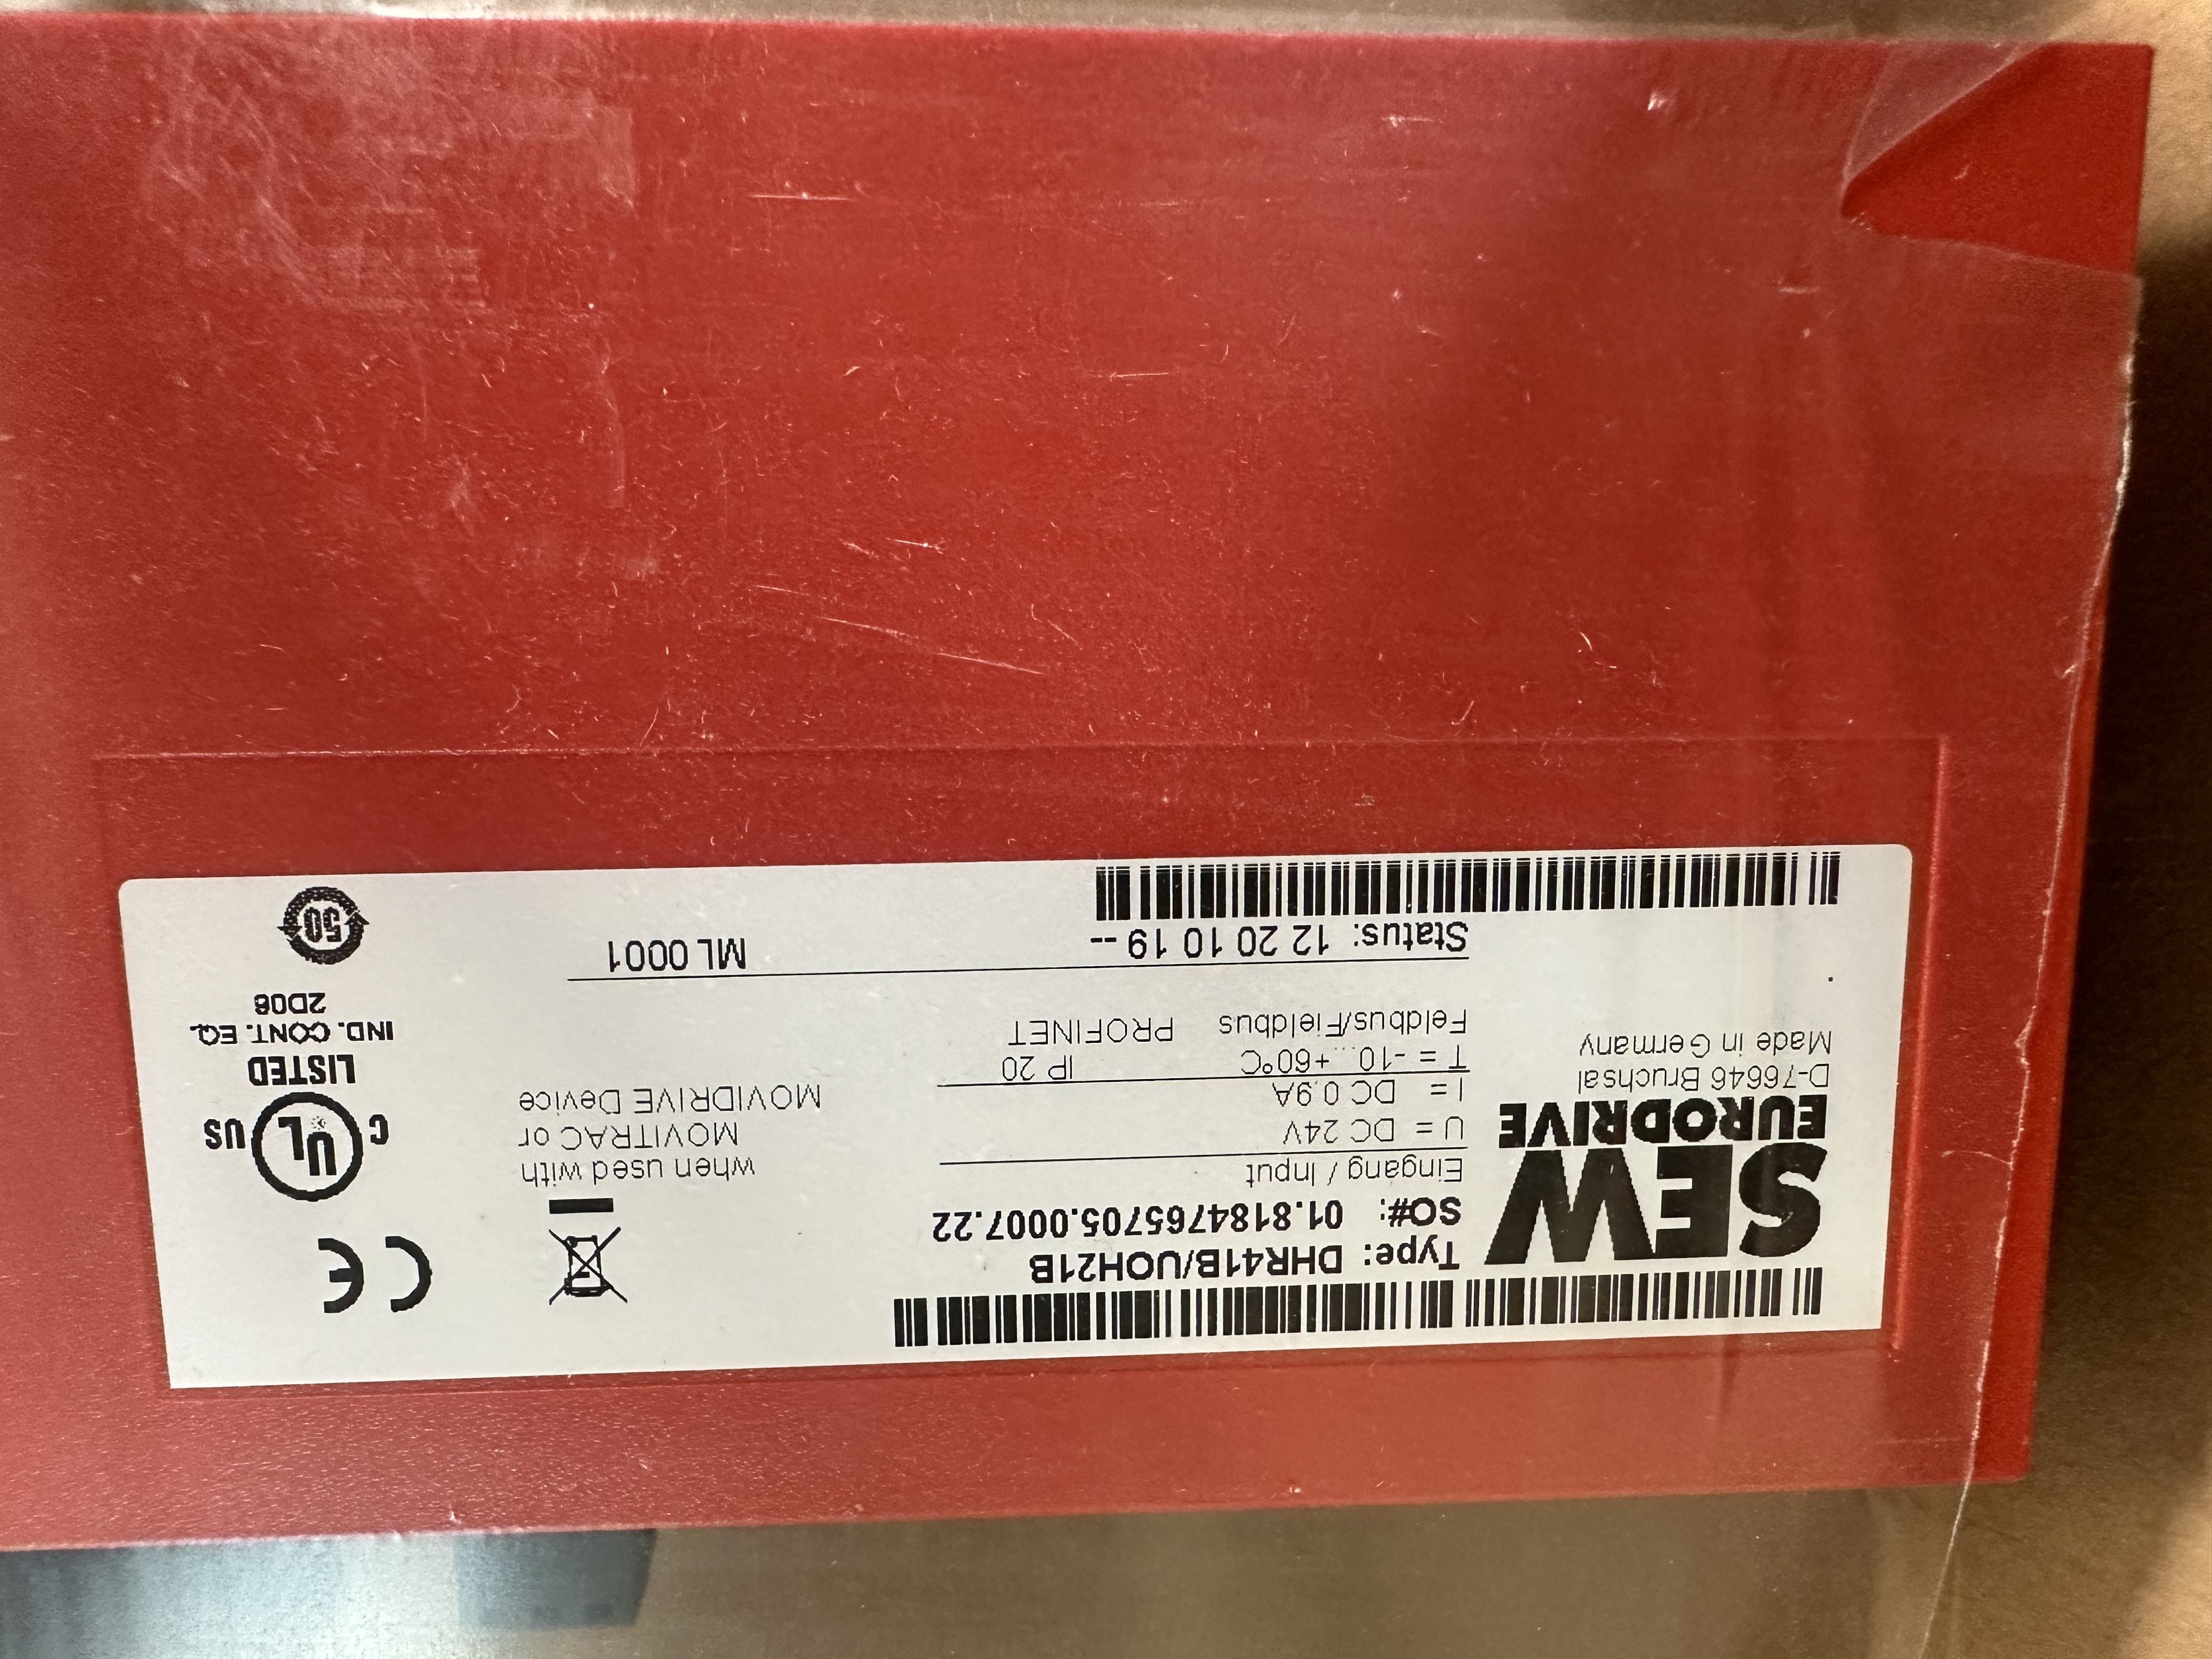 Type: DHR41B/UOH21B
SO#: 01.8184765705.0007.22
SEW
EURODRIVE
D-76646 Bruchsal
Made in Germany
Eingang / Input
U = DC 24V
I = DC 0.9A
T = -10...+60°C IP 20
Feldbus/Fieldbus PROFINET
Status: 12 20 10 19 -- ML 0001
when used with
MOVITRAC or
MOVIDRIVE Device
CE
C UL US
LISTED
IND. CONT. EQ.
2D06
50